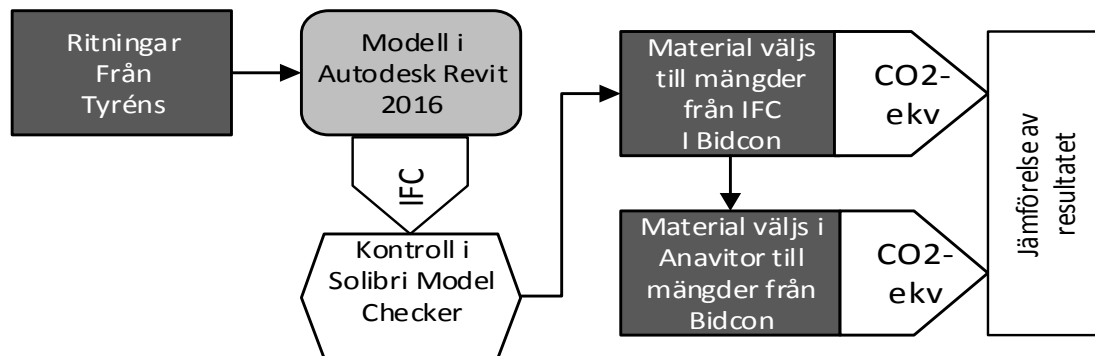 Ritningar
Från
Tyréns
Modell i
Autodesk Revit
2016
IFC
Kontroll i
Solibri Model
Checker
Material väljs
till mängder
från IFC
I Bidcon
CO2-
ekv
Material väljs i
Anavitor till
mängder från
Bidcon
CO2-
ekv
Jämförelse av
resultatet